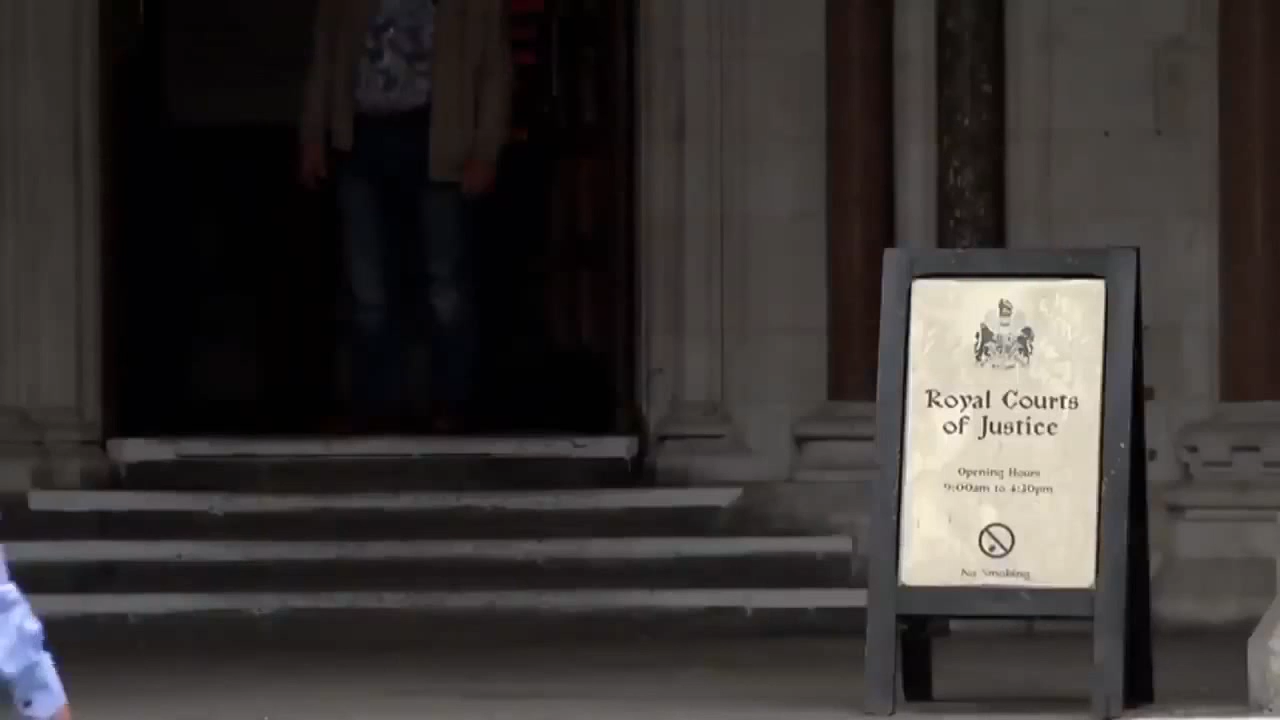 Royal Courts
of Justice
Opening Hours
9:00am to 4:30pm
No Smoking